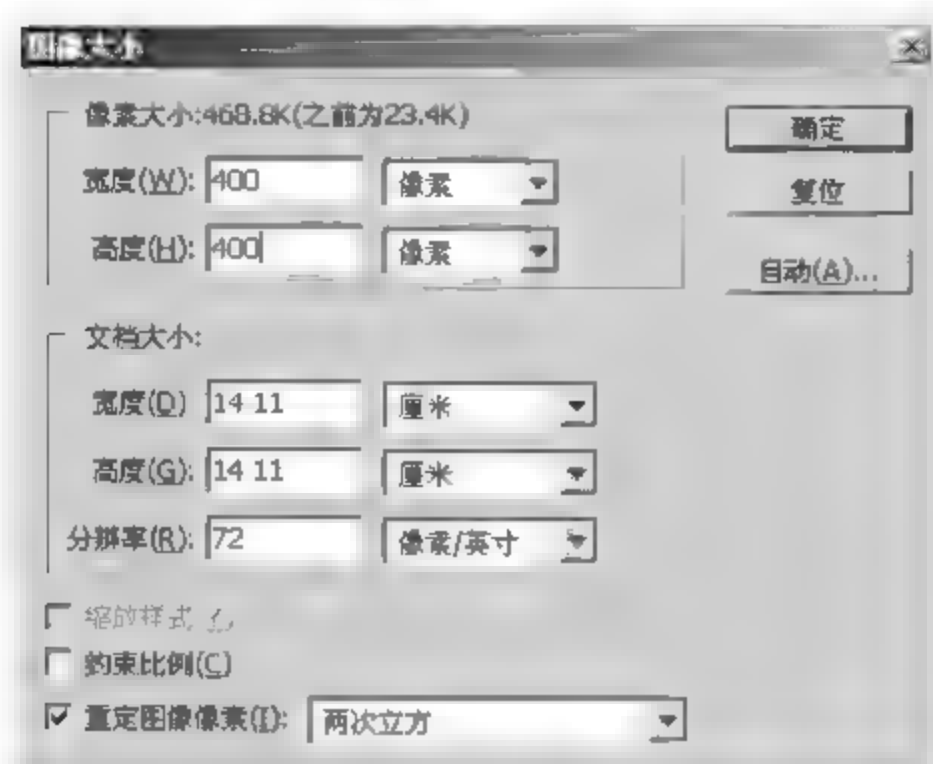 图像大小
像素大小:468.8K(之前为23.4K)
确定
宽度(W): 400 像素
复位
高度(H): 400 像素
自动(A)...
文档大小:
宽度(D) 14 11 厘米
高度(G): 14 11 厘米
分辨率(R): 72 像素/英寸
缩放样式
约束比例(C)
重定图像像素(I): 两次立方